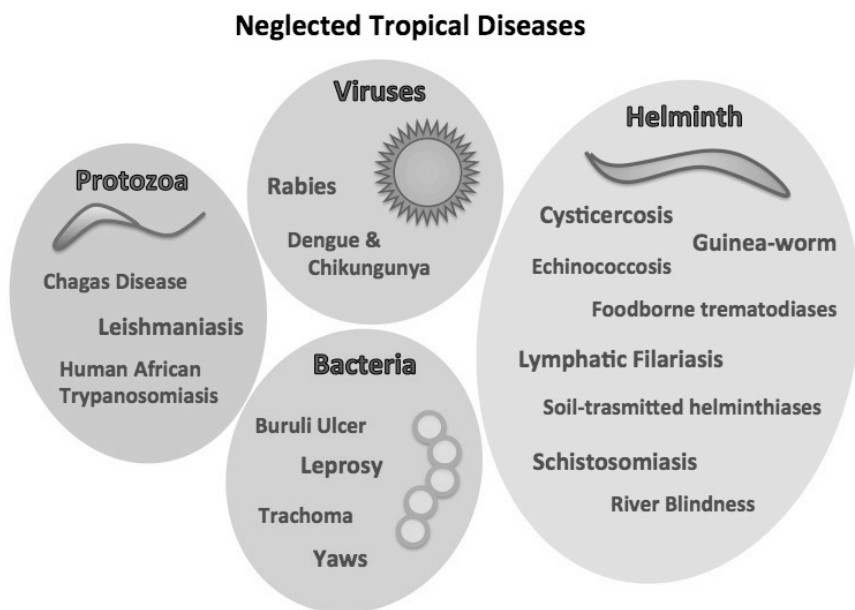 Neglected Tropical Diseases
Protozoa
Chagas Disease
Leishmaniasis
Human African
Trypanosomiasis
Viruses
Rabies
Dengue &
Chikungunya
Bacteria
Buruli Ulcer
Leprosy
Trachoma
Yaws
Helminth
Cysticercosis
Guinea-worm
Echinococcosis
Foodborne trematodiases
Lymphatic Filariasis
Soil-trasmitted helminthiases
Schistosomiasis
River Blindness